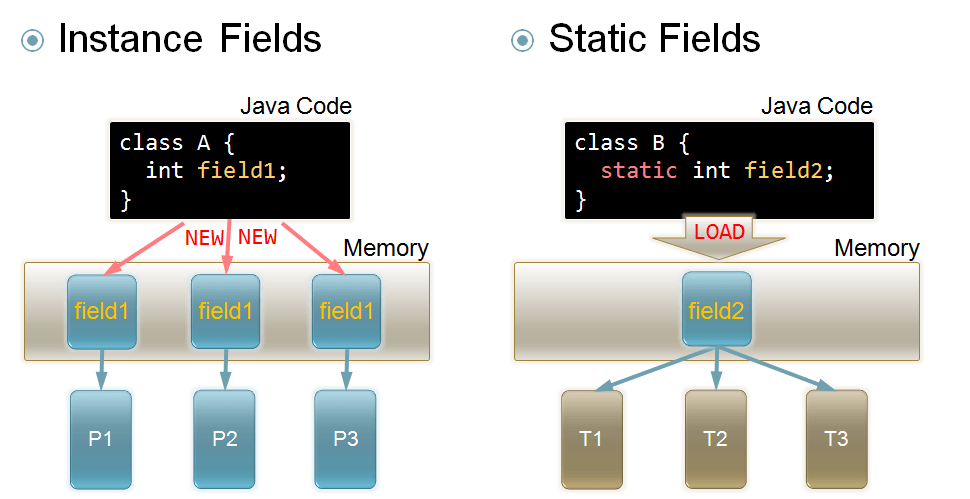 Instance Fields
Java Code
class A {
  int field1;
}
NEW NEW
Memory
field1 field1 field1
P1 P2 P3
Static Fields
Java Code
class B {
  static int field2;
}
LOAD
Memory
field2
T1 T2 T3